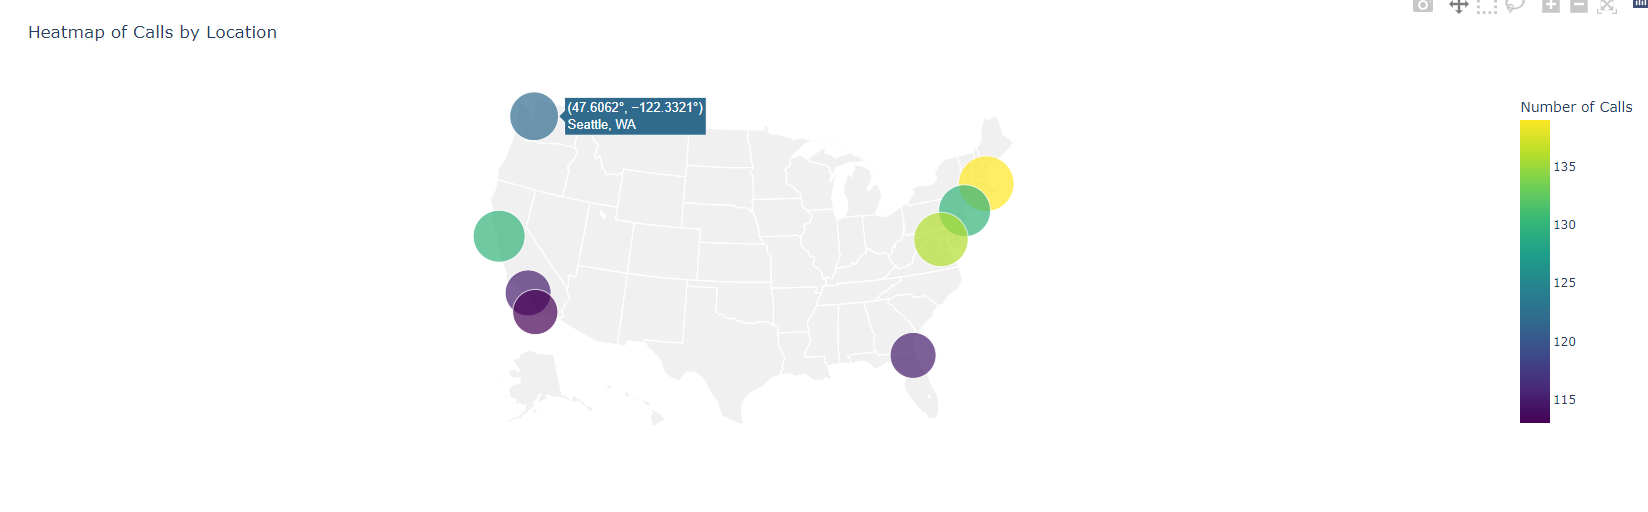 Heatmap of Calls by Location
(47.6062°, −122.3321°)
Seattle, WA
Number of Calls
135
130
125
120
115